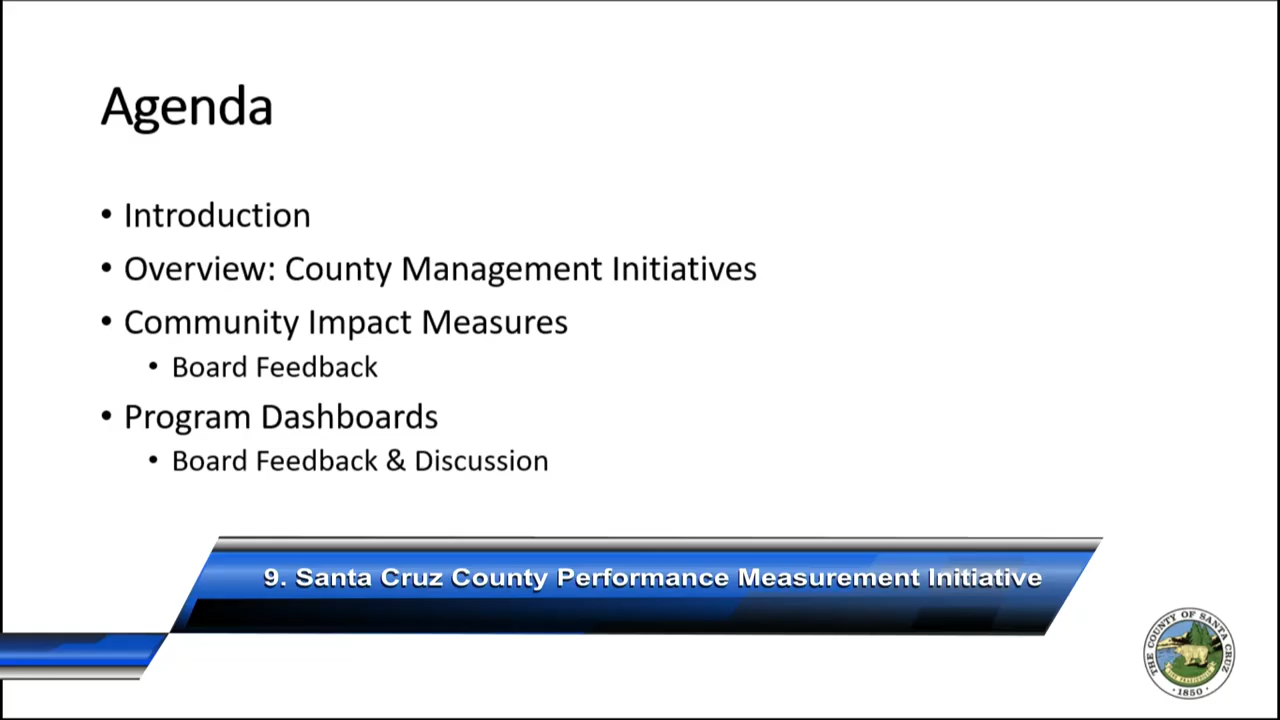 Agenda
• Introduction
• Overview: County Management Initiatives
• Community Impact Measures
• Board Feedback
• Program Dashboards
• Board Feedback & Discussion
9. Santa Cruz County Performance Measurement Initiative
THE COUNTY OF SANTA CRUZ
· 1850 ·